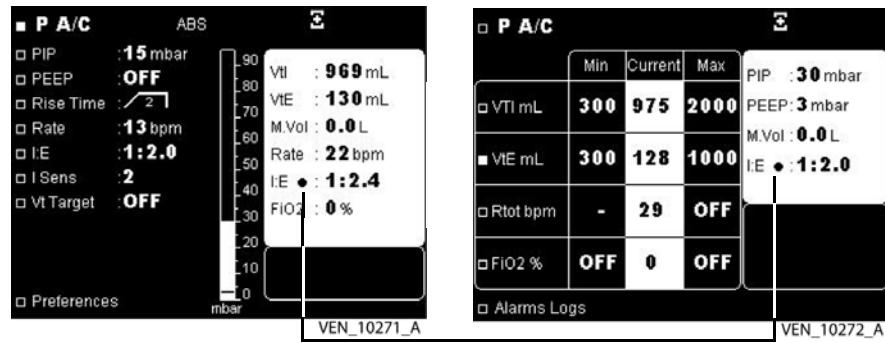 P A/C ABS
PIP :15 mbar
PEEP :OFF
Rise Time : 2
Rate :13 bpm
I:E :1:2.0
I Sens :2
Vt Target :OFF
Preferences
90
80
70
60
50
40
30
20
10
0
mbar
VtI : 969 mL
VtE : 130 mL
M.Vol : 0.0 L
Rate : 22 bpm
I:E : 1:2.4
FiO2 : 0 %
VEN_10271_A
P A/C
Min Current Max
VTI mL 300 975 2000
VtE mL 300 128 1000
Rtot bpm - 29 OFF
FiO2 % OFF 0 OFF
Alarms Logs
PIP : 30 mbar
PEEP: 3 mbar
M.Vol : 0.0 L
I:E : 1:2.0
VEN_10272_A